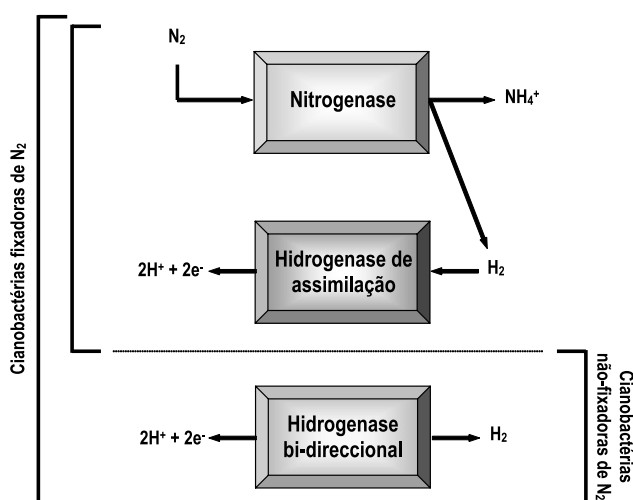 N2
Nitrogenase
NH4+
Hidrogenase de
assimilação
2H+ + 2e-
H2
Hidrogenase
bi-direccional
2H+ + 2e-
H2
Cianobactérias fixadoras de N2
Cianobactérias
não-fixadoras de N2